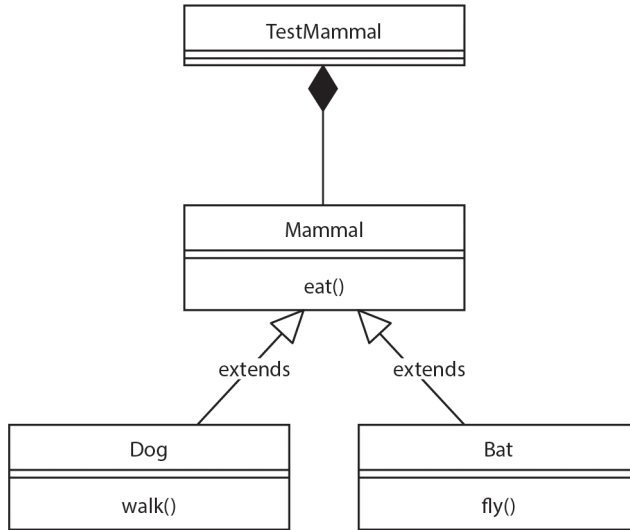 TestMammal
Mammal
eat()
extends
extends
Dog
walk()
Bat
fly()